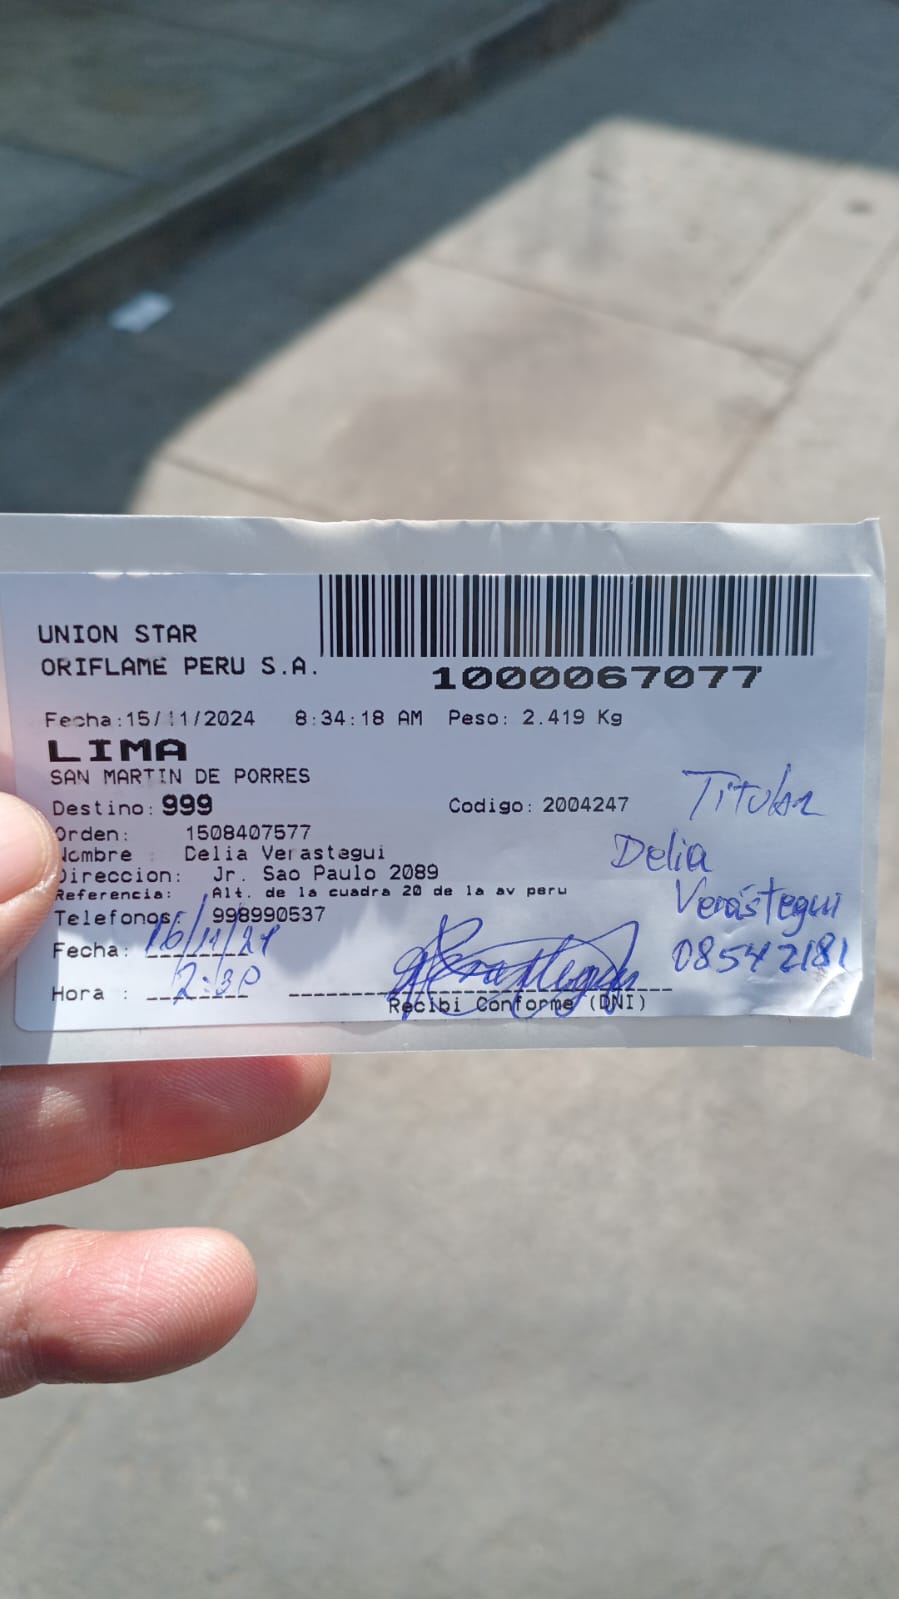 UNION STAR
ORIFLAME PERU S.A.
1000067077
Fecha:15/11/2024 8:34:18 AM Peso: 2.419 Kg
LIMA
SAN MARTIN DE PORRES
Destino: 999 Codigo: 2004247
Titular
Orden: 1508407577
Nombre : Delia Verastegui
Delia
Direccion: Jr. Sao Paulo 2089
Referencia: Alt. de la cuadra 20 de la av peru
Verástegui
Telefonos: 998990537
Fecha: 16/11/24
08542181
Hora : 2:30
Recibi Conforme (DNI)